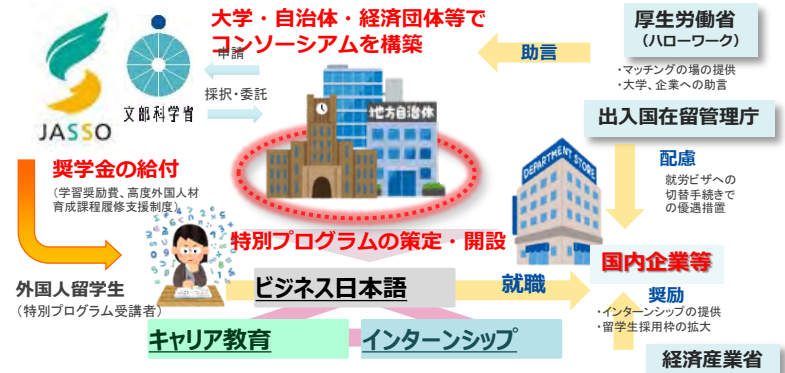 大学・自治体・経済団体等で
コンソーシアムを構築
申請
採択・委託
JASSO
文部科学省
地方自治体
助言
厚生労働省
（ハローワーク）
・マッチングの場の提供
・大学、企業への助言
出入国在留管理庁
配慮
就労ビザへの
切替手続きで
の優遇措置
DEPARTMENT STORE
奨学金の給付
（学習奨励費、高度外国人材
育成課程履修支援制度）
特別プログラムの策定・開設
外国人留学生
（特別プログラム受講者）
ビジネス日本語
キャリア教育
インターンシップ
就職
国内企業等
奨励
・インターンシップの提供
・留学生採用枠の拡大
経済産業省